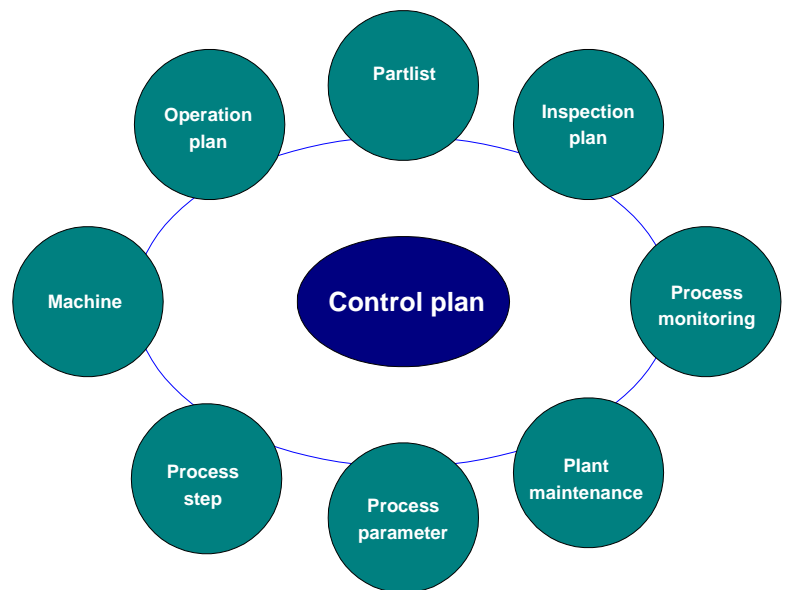 Partlist
Operation
plan
Inspection
plan
Machine
Control plan
Process
monitoring
Process
step
Process
parameter
Plant
maintenance